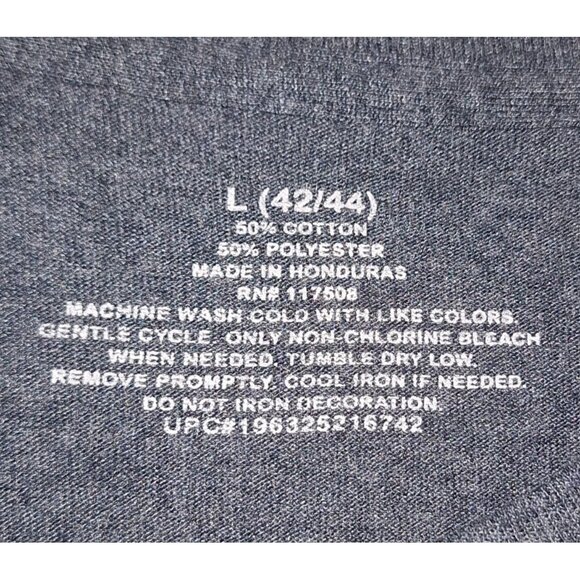 L (42/44)
50% COTTON
50% POLYESTER
MADE IN HONDURAS
RN# 117508
MACHINE WASH COLD WITH LIKE COLORS.
GENTLE CYCLE. ONLY NON-CHLORINE BLEACH
WHEN NEEDED. TUMBLE DRY LOW.
REMOVE PROMPTLY. COOL IRON IF NEEDED.
DO NOT IRON DECORATION.
UPC#196325216742